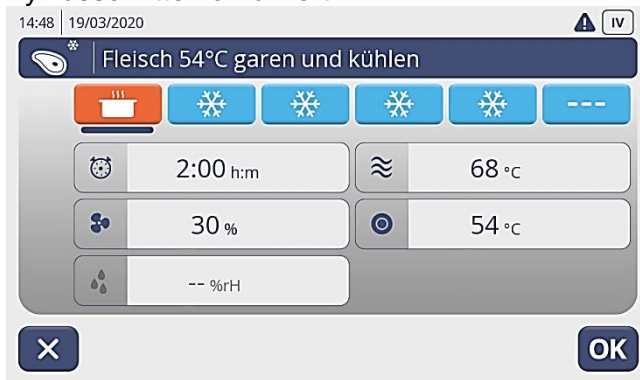 14:48 19/03/2020 IV
Fleisch 54°C garen und kühlen
---
2:00 h:m 68 °C
30 % 54 °C
-- %rH
OK